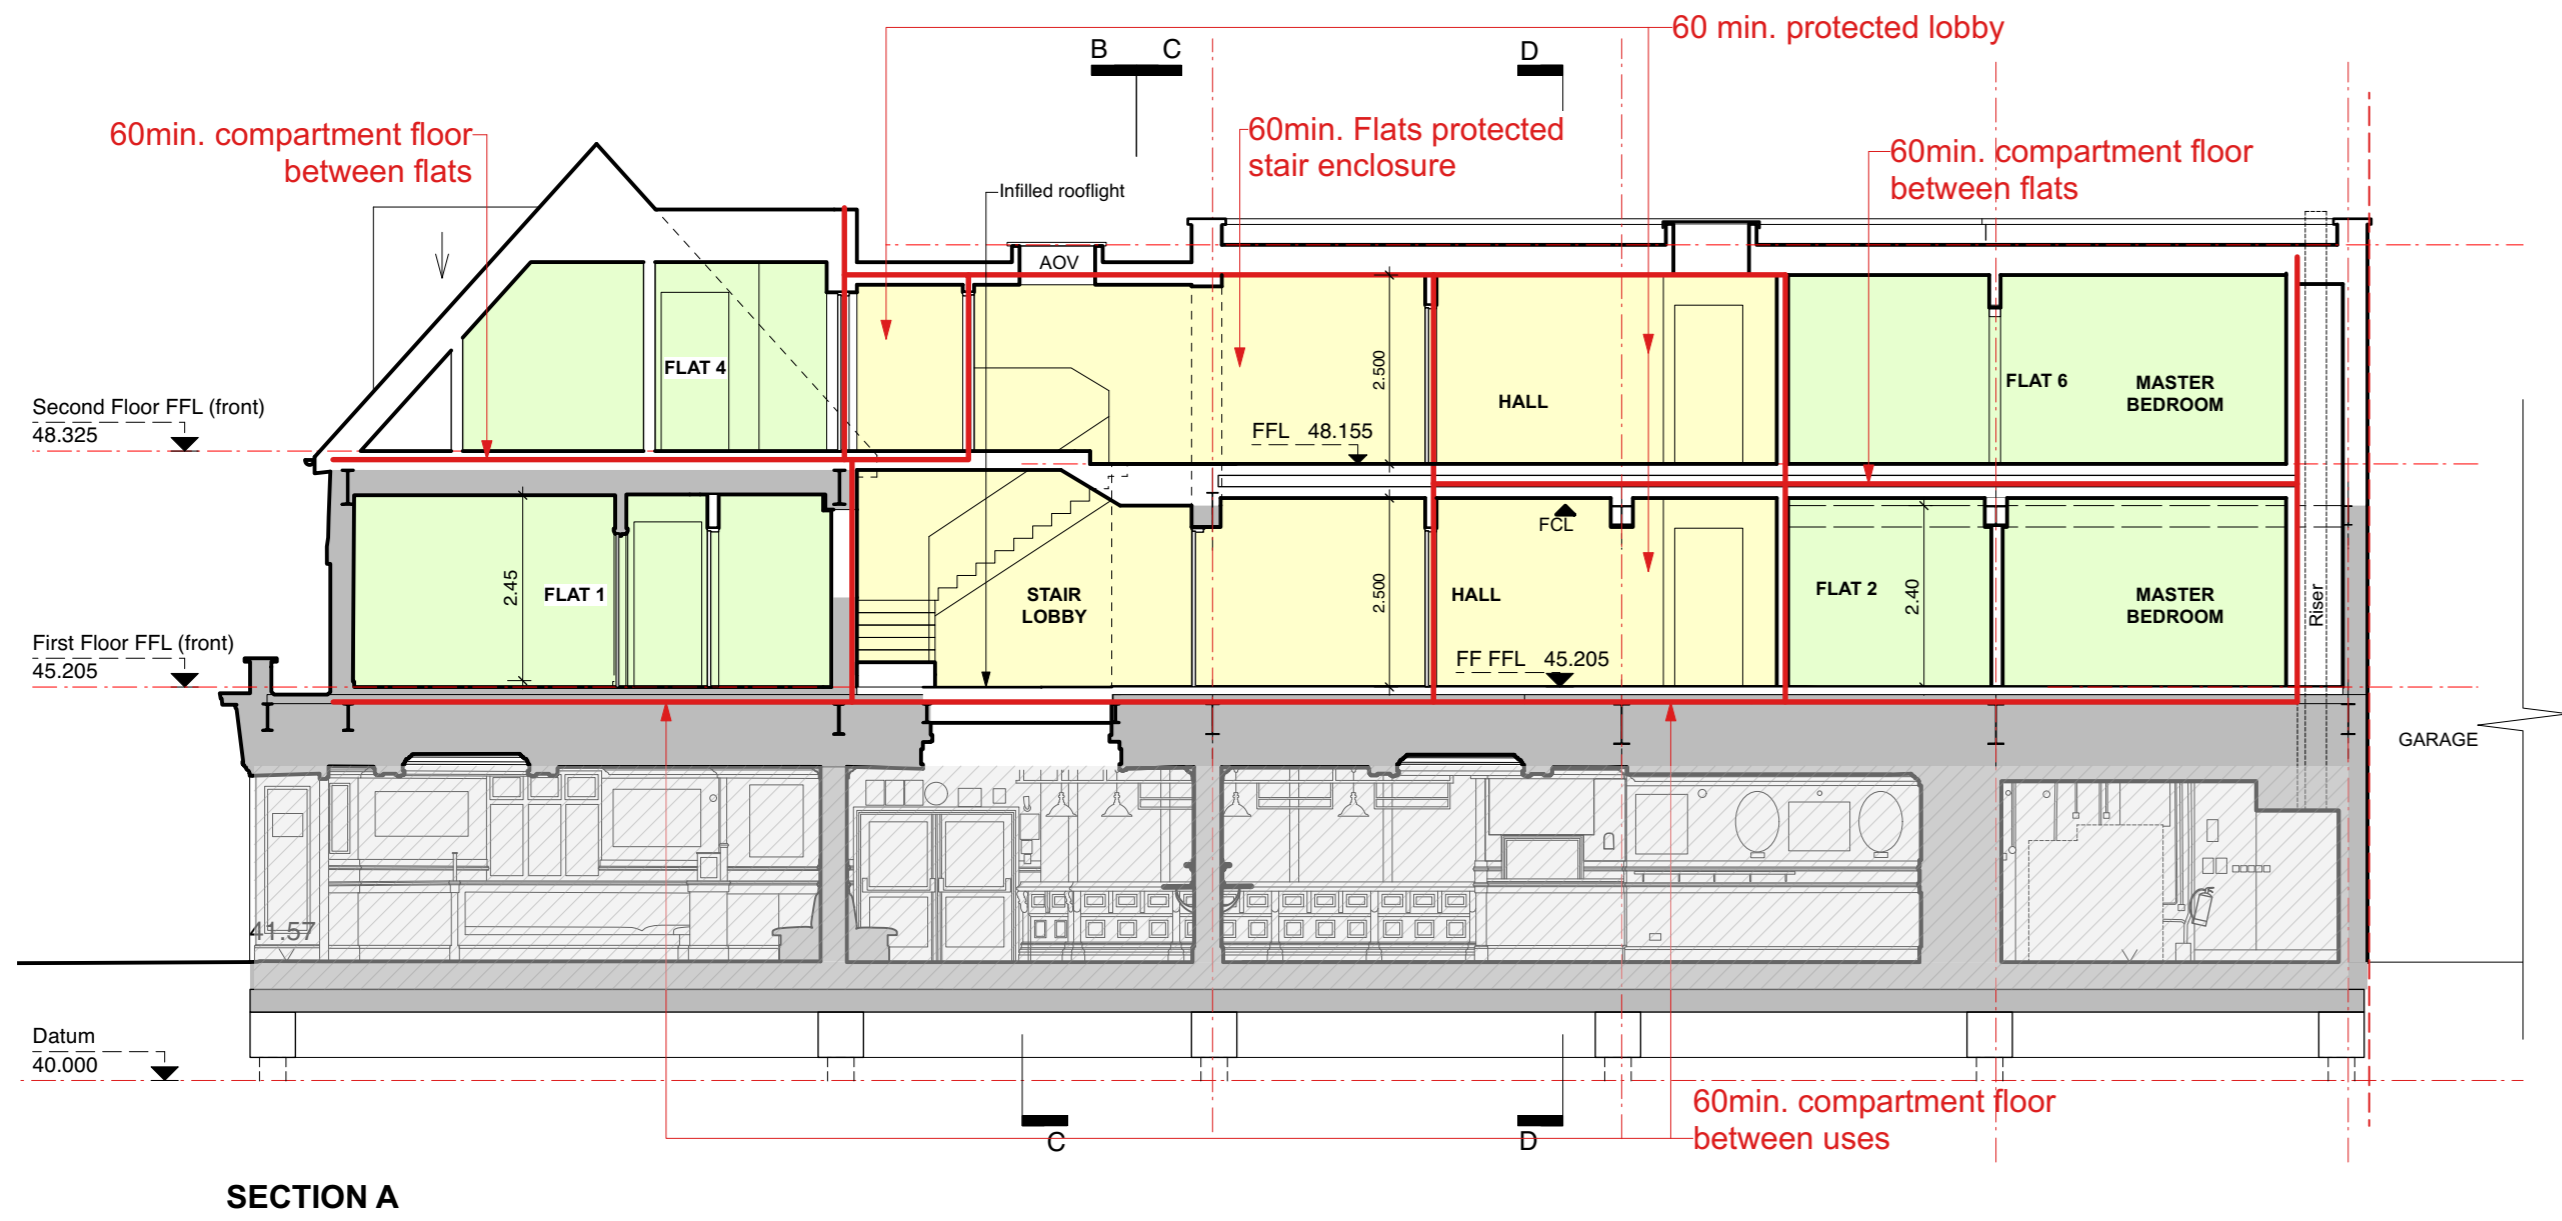 60 min. protected lobby
B
C
D
60min. compartment floor
between flats
60min. Flats protected
stair enclosure
60min. compartment floor
between flats
Infilled rooflight
AOV
FLAT 4
2.500
HALL
FLAT 6
MASTER
BEDROOM
Second Floor FFL (front)
48.325
FFL 48.155
FCL
2.45
FLAT 1
STAIR
LOBBY
2.500
HALL
FLAT 2
2.40
MASTER
BEDROOM
Riser
First Floor FFL (front)
45.205
FF FFL 45.205
GARAGE
41.57
Datum
40.000
C
D
60min. compartment floor
between uses
SECTION A